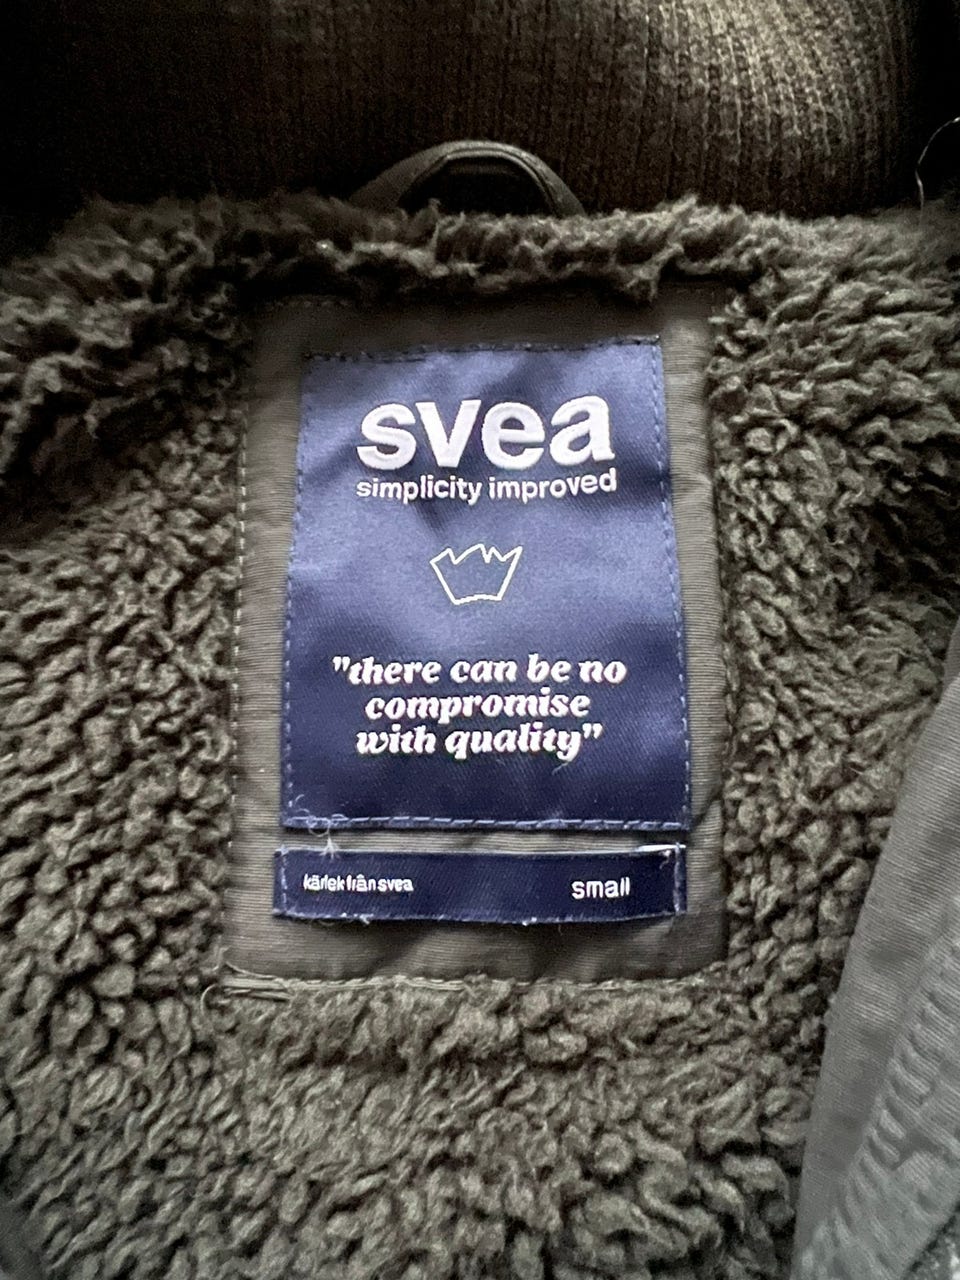 svea
simplicity improved
"there can be no
compromise
with quality"
kärlek från svea
small